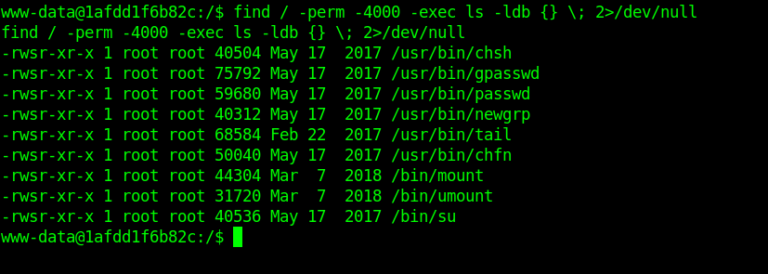 www-data@1afdd1f6b82c:/$ find / -perm -4000 -exec ls -ldb {} \; 2>/dev/null
find / -perm -4000 -exec ls -ldb {} \; 2>/dev/null
-rwsr-xr-x 1 root root 40504 May 17  2017 /usr/bin/chsh
-rwsr-xr-x 1 root root 75792 May 17  2017 /usr/bin/gpasswd
-rwsr-xr-x 1 root root 59680 May 17  2017 /usr/bin/passwd
-rwsr-xr-x 1 root root 40312 May 17  2017 /usr/bin/newgrp
-rwsr-xr-x 1 root root 68584 Feb 22  2017 /usr/bin/tail
-rwsr-xr-x 1 root root 50040 May 17  2017 /usr/bin/chfn
-rwsr-xr-x 1 root root 44304 Mar  7  2018 /bin/mount
-rwsr-xr-x 1 root root 31720 Mar  7  2018 /bin/umount
-rwsr-xr-x 1 root root 40536 May 17  2017 /bin/su
www-data@1afdd1f6b82c:/$